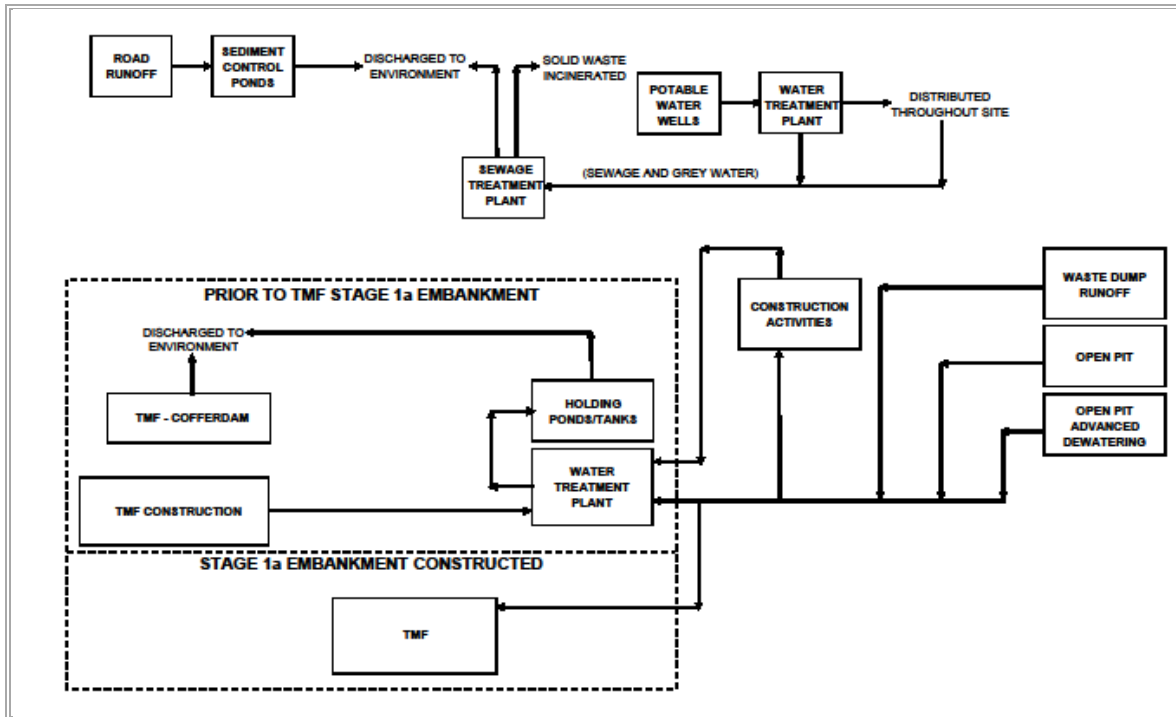 ROAD
RUNOFF
SEDIMENT
CONTROL
PONDS
DISCHARGED TO
ENVIRONMENT
SOLID WASTE
INCINERATED
POTABLE
WATER
WELLS
WATER
TREATMENT
PLANT
DISTRIBUTED
THROUGHOUT SITE
SEWAGE
TREATMENT
PLANT
(SEWAGE AND GREY WATER)
PRIOR TO TMF STAGE 1a EMBANKMENT
DISCHARGED TO
ENVIRONMENT
TMF - COFFERDAM
HOLDING
PONDS/TANKS
WATER
TREATMENT
PLANT
TMF CONSTRUCTION
CONSTRUCTION
ACTIVITIES
WASTE DUMP
RUNOFF
OPEN PIT
OPEN PIT
ADVANCED
DEWATERING
STAGE 1a EMBANKMENT CONSTRUCTED
TMF